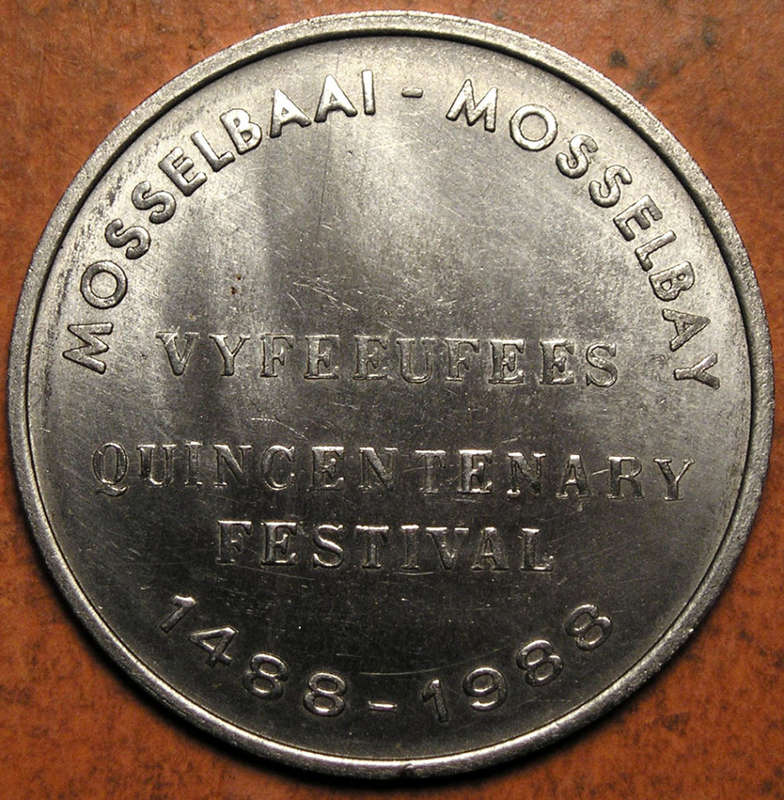 MOSSELBAAI - MOSSELBAY
VYFEEUFEES
QUINCENTENARY
FESTIVAL
1488-1988